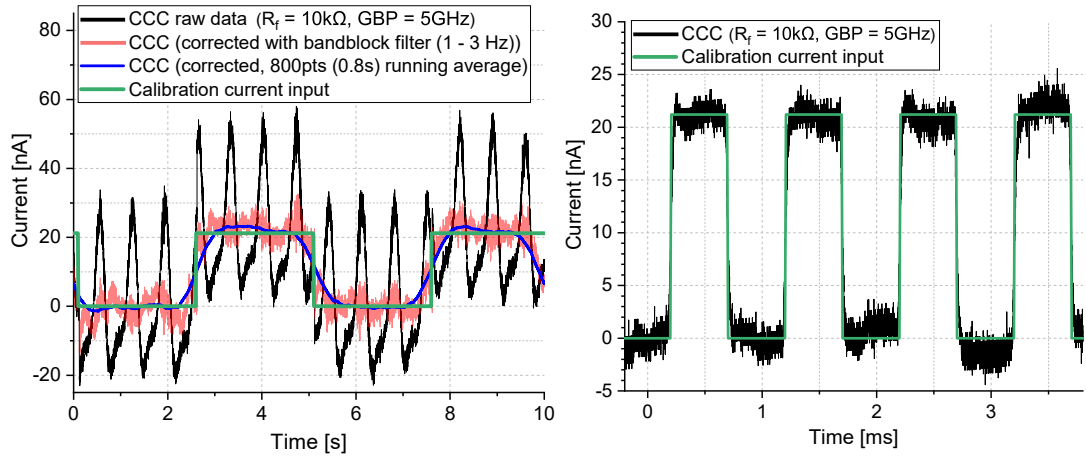 CCC raw data (R_f = 10kΩ, GBP = 5GHz)
CCC (corrected with bandblock filter (1 - 3 Hz))
CCC (corrected, 800pts (0.8s) running average)
Calibration current input
80
60
40
20
0
-20
Current [nA]
0 2 4 6 8 10
Time [s]
CCC (R_f = 10kΩ, GBP = 5GHz)
Calibration current input
30
25
20
15
10
5
0
-5
Current [nA]
0 1 2 3
Time [ms]